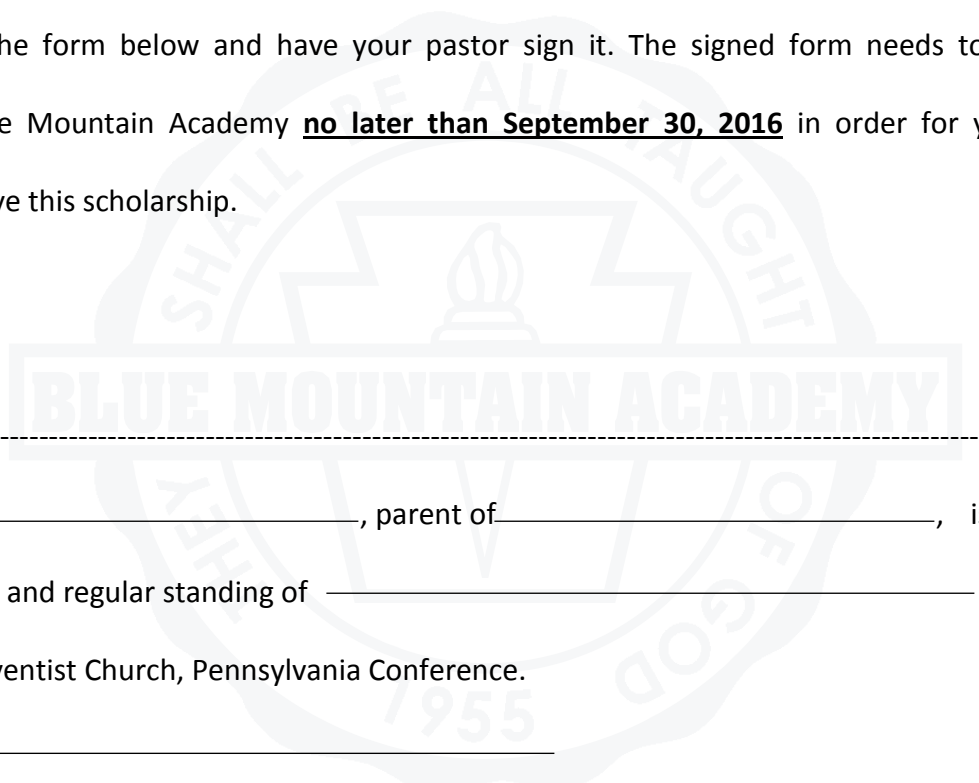 he form below and have your pastor sign it. The signed form needs to
e Mountain Academy no later than September 30, 2016 in order for y
ve this scholarship.
THEY SHALL BE ALL TAUGHT OF GOD
BLUE MOUNTAIN ACADEMY
, parent of , i
and regular standing of
ventist Church, Pennsylvania Conference.
1955